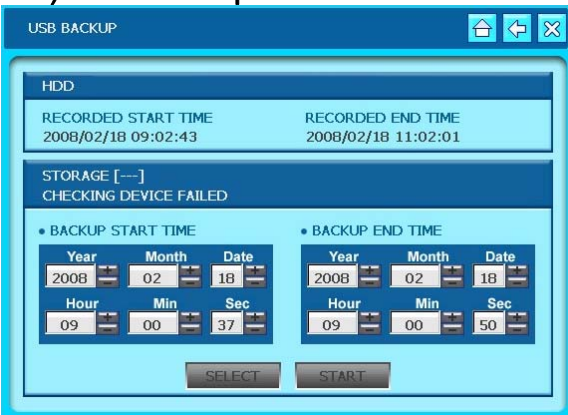 USB BACKUP
HDD
RECORDED START TIME RECORDED END TIME
2008/02/18 09:02:43 2008/02/18 11:02:01
STORAGE [---]
CHECKING DEVICE FAILED
• BACKUP START TIME • BACKUP END TIME
Year Month Date Year Month Date
2008 02 18 2008 02 18
Hour Min Sec Hour Min Sec
09 00 37 09 00 50
SELECT START